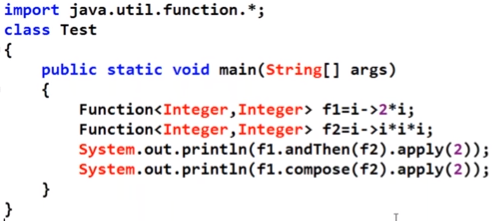 import java.util.function.*;
class Test
{
public static void main(String[] args)
{
Function<Integer,Integer> f1=i->2*i;
Function<Integer,Integer> f2=i->i*i*i;
System.out.println(f1.andThen(f2).apply(2));
System.out.println(f1.compose(f2).apply(2));
}
}